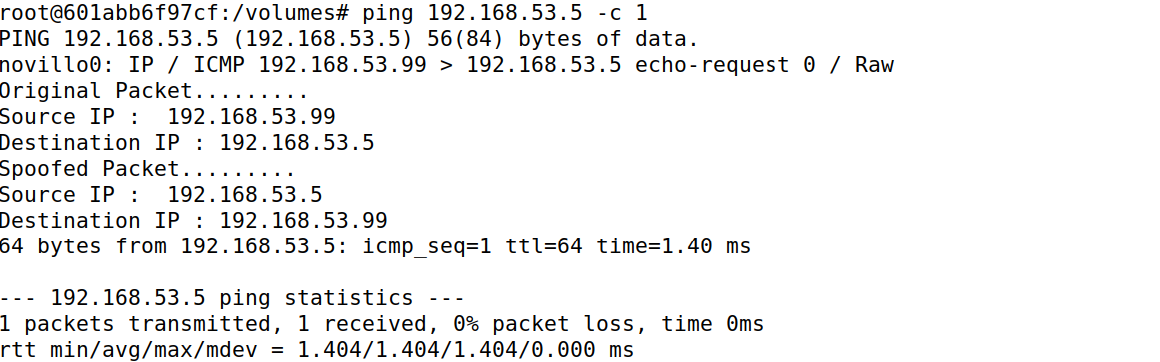 root@601abb6f97cf:/volumes# ping 192.168.53.5 -c 1
PING 192.168.53.5 (192.168.53.5) 56(84) bytes of data.
novillo0: IP / ICMP 192.168.53.99 > 192.168.53.5 echo-request 0 / Raw
Original Packet.........
Source IP :  192.168.53.99
Destination IP : 192.168.53.5
Spoofed Packet.........
Source IP :  192.168.53.5
Destination IP : 192.168.53.99
64 bytes from 192.168.53.5: icmp_seq=1 ttl=64 time=1.40 ms

--- 192.168.53.5 ping statistics ---
1 packets transmitted, 1 received, 0% packet loss, time 0ms
rtt min/avg/max/mdev = 1.404/1.404/1.404/0.000 ms